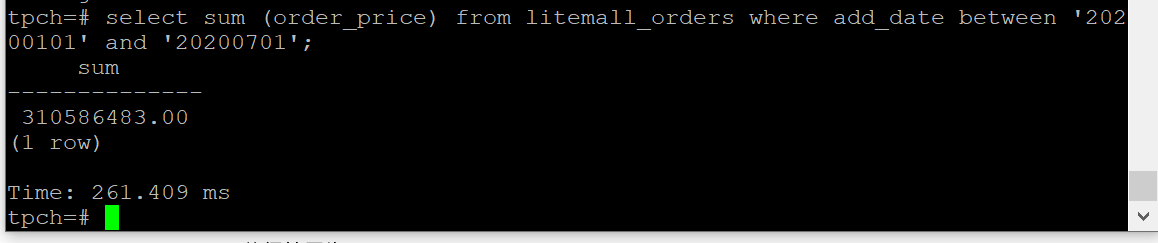 tpch=# select sum (order_price) from litemall_orders where add_date between '202
00101' and '20200701';
sum
--------------
310586483.00
(1 row)
Time: 261.409 ms
tpch=#